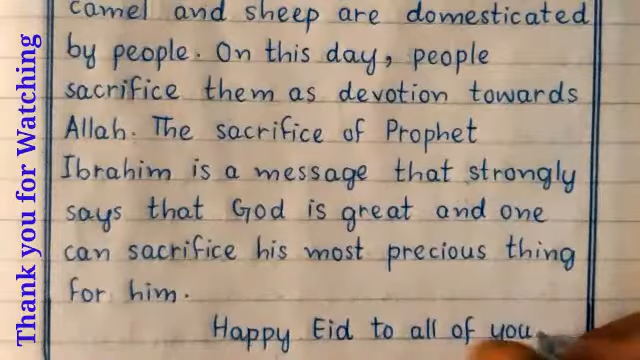 camel and sheep are domesticated
by people. On this day, people
sacrifice them as devotion towards
Allah. The sacrifice of Prophet
Ibrahim is a message that strongly
says that God is great and one
can sacrifice his most precious thing
for him.
Happy Eid to all of you
Thank you for Watching